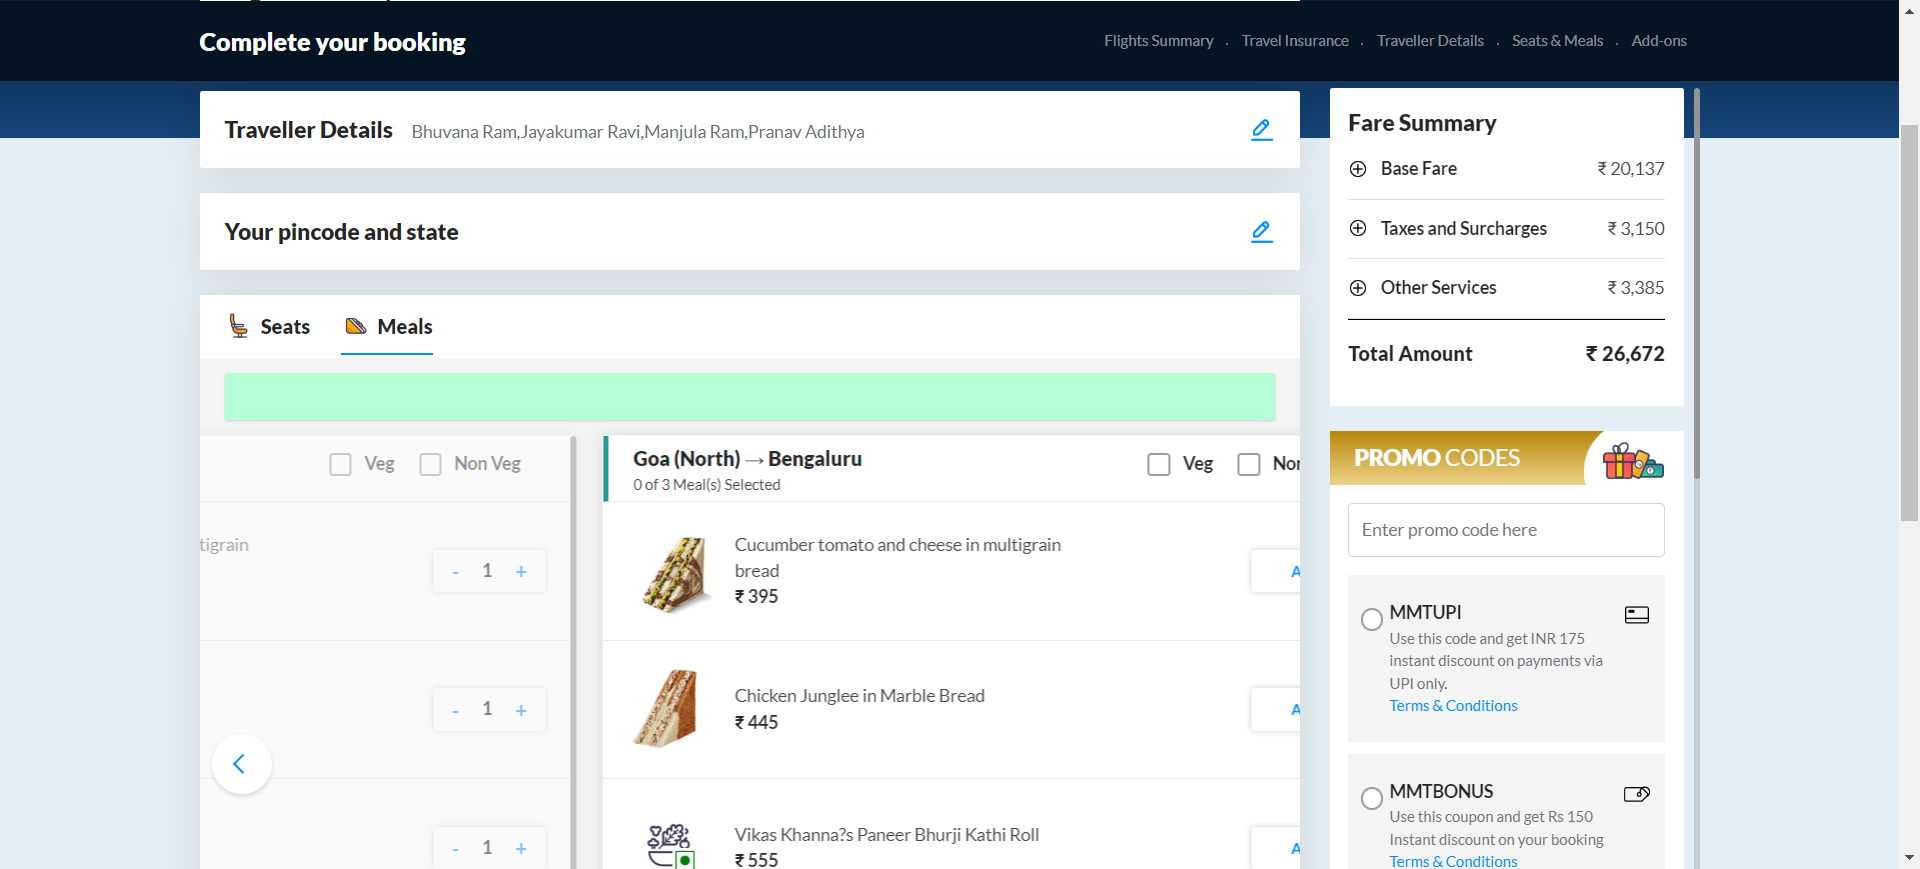 Complete your booking
Flights Summary . Travel Insurance . Traveller Details . Seats & Meals . Add-ons
Traveller Details Bhuvana Ram,Jayakumar Ravi,Manjula Ram,Pranav Adithya
Your pincode and state
Seats Meals
Veg Non Veg
tigrain
- 1 +
- 1 +
- 1 +
Goa (North) → Bengaluru
0 of 3 Meal(s) Selected
Veg Non
Cucumber tomato and cheese in multigrain
bread
₹ 395
A
Chicken Junglee in Marble Bread
₹ 445
A
Vikas Khanna?s Paneer Bhurji Kathi Roll
₹ 555
A
Fare Summary
Base Fare ₹ 20,137
Taxes and Surcharges ₹ 3,150
Other Services ₹ 3,385
Total Amount ₹ 26,672
PROMO CODES
Enter promo code here
MMTUPI
Use this code and get INR 175
instant discount on payments via
UPI only.
Terms & Conditions
MMTBONUS
Use this coupon and get Rs 150
Instant discount on your booking
Terms & Conditions